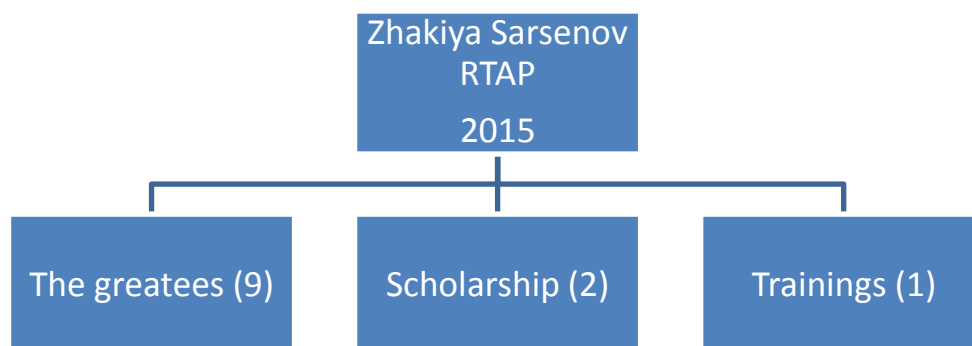 Zhakiya Sarsenov
RTAP
2015
The greatees (9)
Scholarship (2)
Trainings (1)